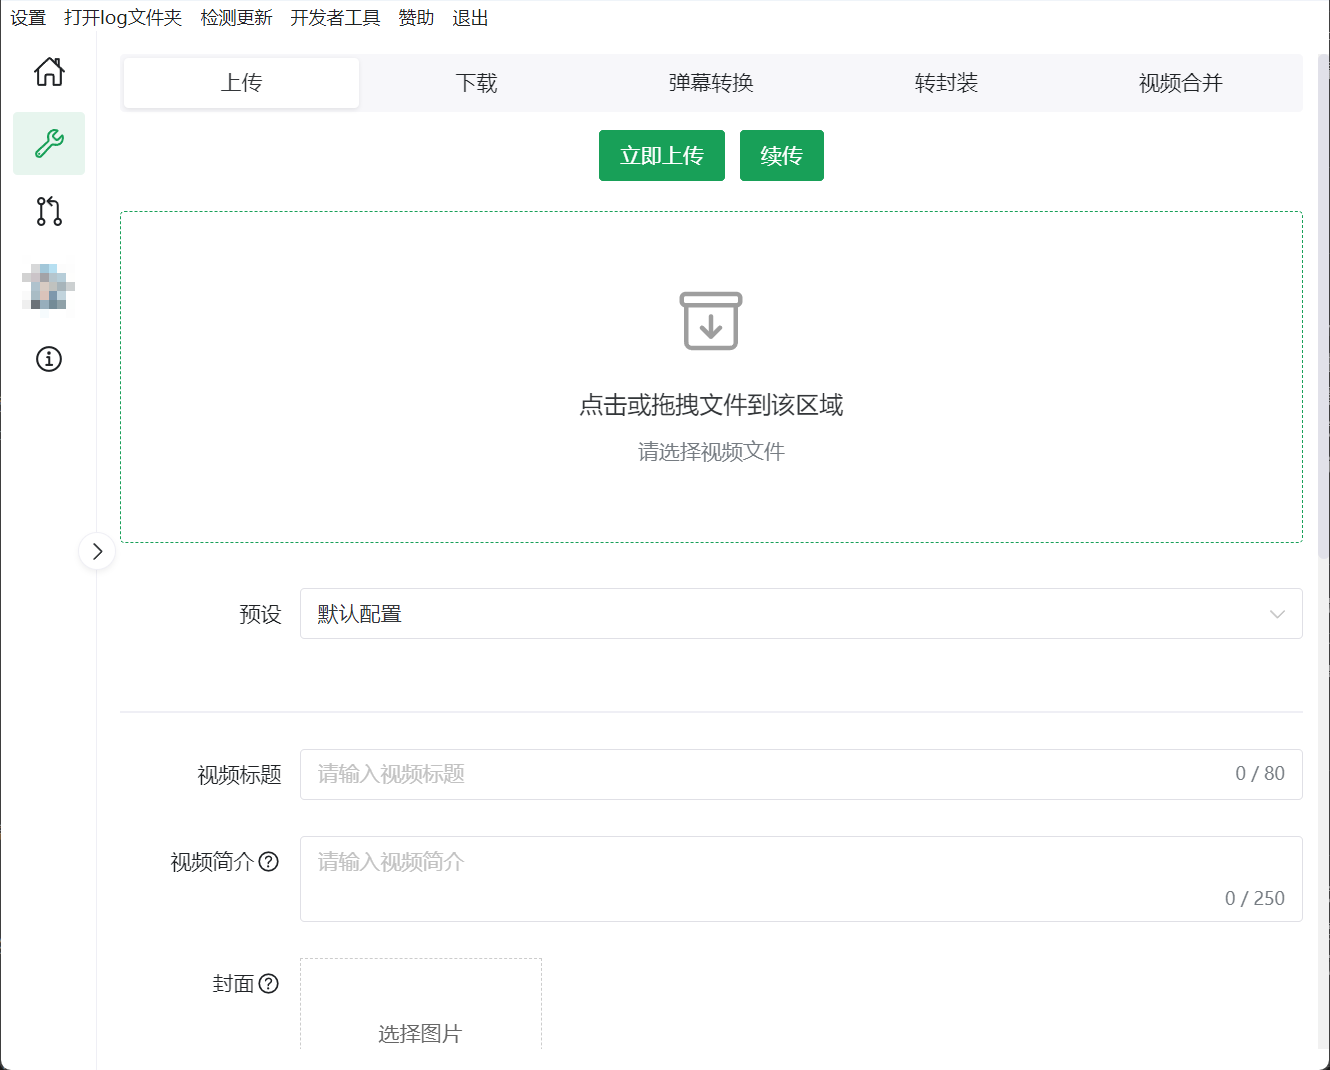 设置 打开log文件夹 检测更新 开发者工具 赞助 退出
上传 下载 弹幕转换 转封装 视频合并
立即上传 续传
点击或拖拽文件到该区域
请选择视频文件
预设 默认配置
视频标题 请输入视频标题 0 / 80
视频简介 请输入视频简介
0 / 250
封面
选择图片